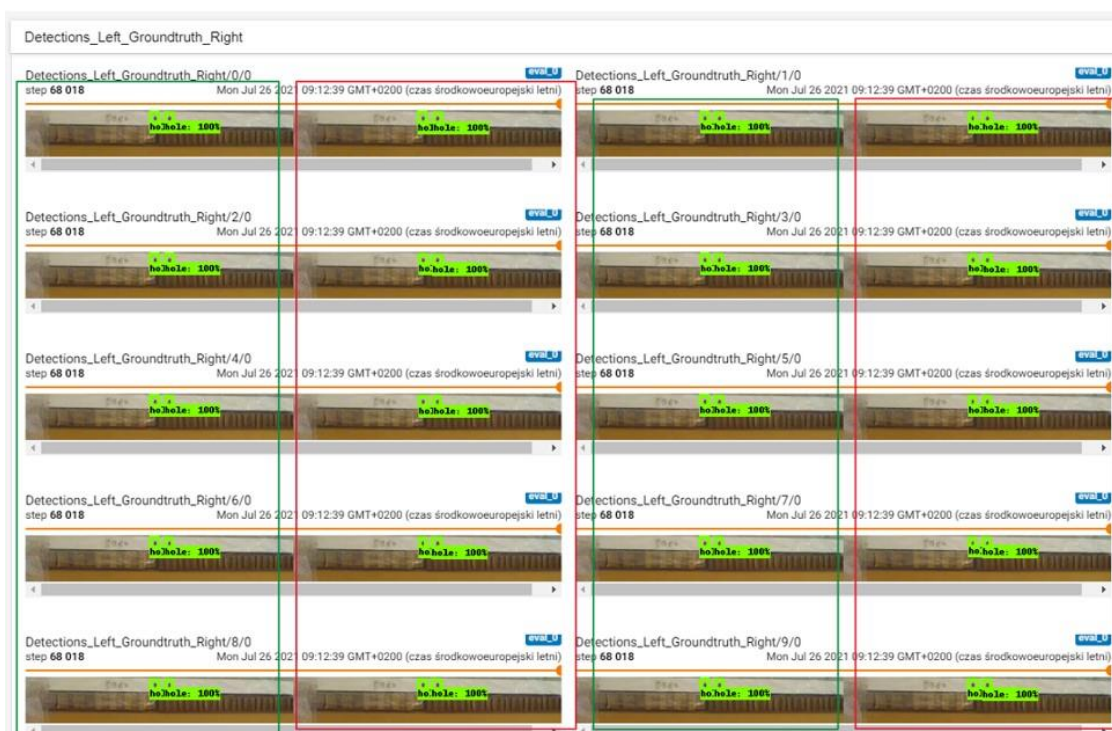 Detections_Left_Groundtruth_Right
Detections_Left_Groundtruth_Right/0/0 eval_0
step 68 018 Mon Jul 26 2021 09:12:39 GMT+0200 (czas środkowoeuropejski letni)
hole: 100% hole: 100%
Detections_Left_Groundtruth_Right/1/0 eval_0
step 68 018 Mon Jul 26 2021 09:12:39 GMT+0200 (czas środkowoeuropejski letni)
hole: 100% hole: 100%
Detections_Left_Groundtruth_Right/2/0 eval_0
step 68 018 Mon Jul 26 2021 09:12:39 GMT+0200 (czas środkowoeuropejski letni)
hole: 100% hole: 100%
Detections_Left_Groundtruth_Right/3/0 eval_0
step 68 018 Mon Jul 26 2021 09:12:39 GMT+0200 (czas środkowoeuropejski letni)
hole: 100% hole: 100%
Detections_Left_Groundtruth_Right/4/0 eval_0
step 68 018 Mon Jul 26 2021 09:12:39 GMT+0200 (czas środkowoeuropejski letni)
hole: 100% hole: 100%
Detections_Left_Groundtruth_Right/5/0 eval_0
step 68 018 Mon Jul 26 2021 09:12:39 GMT+0200 (czas środkowoeuropejski letni)
hole: 100% hole: 100%
Detections_Left_Groundtruth_Right/6/0 eval_0
step 68 018 Mon Jul 26 2021 09:12:39 GMT+0200 (czas środkowoeuropejski letni)
hole: 100% hole: 100%
Detections_Left_Groundtruth_Right/7/0 eval_0
step 68 018 Mon Jul 26 2021 09:12:39 GMT+0200 (czas środkowoeuropejski letni)
hole: 100% hole: 100%
Detections_Left_Groundtruth_Right/8/0 eval_0
step 68 018 Mon Jul 26 2021 09:12:39 GMT+0200 (czas środkowoeuropejski letni)
hole: 100% hole: 100%
Detections_Left_Groundtruth_Right/9/0 eval_0
step 68 018 Mon Jul 26 2021 09:12:39 GMT+0200 (czas środkowoeuropejski letni)
hole: 100% hole: 100%